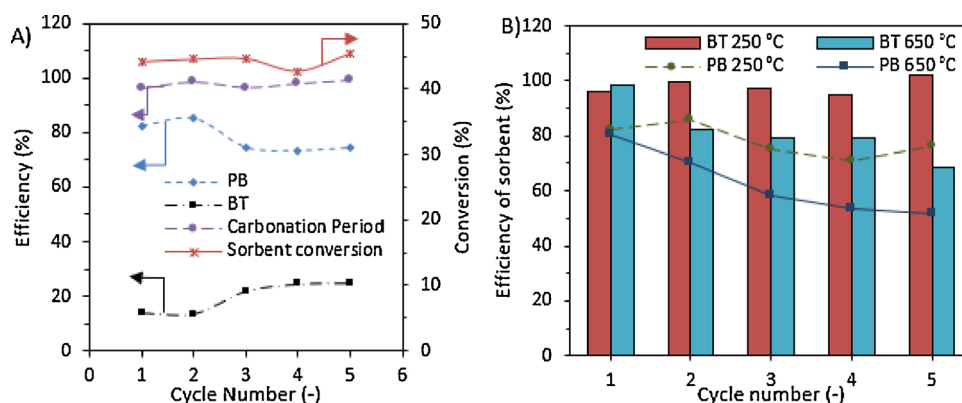 A)
120
100
80
60
40
20
0
Efficiency (%)
50
40
30
20
10
0
Conversion (%)
PB
BT
Carbonation Period
Sorbent conversion
0 1 2 3 4 5 6
Cycle Number (-)
B)
120
100
80
60
40
20
0
Efficiency of sorbent (%)
BT 250 °C BT 650 °C
PB 250 °C PB 650 °C
1 2 3 4 5
Cycle number (-)